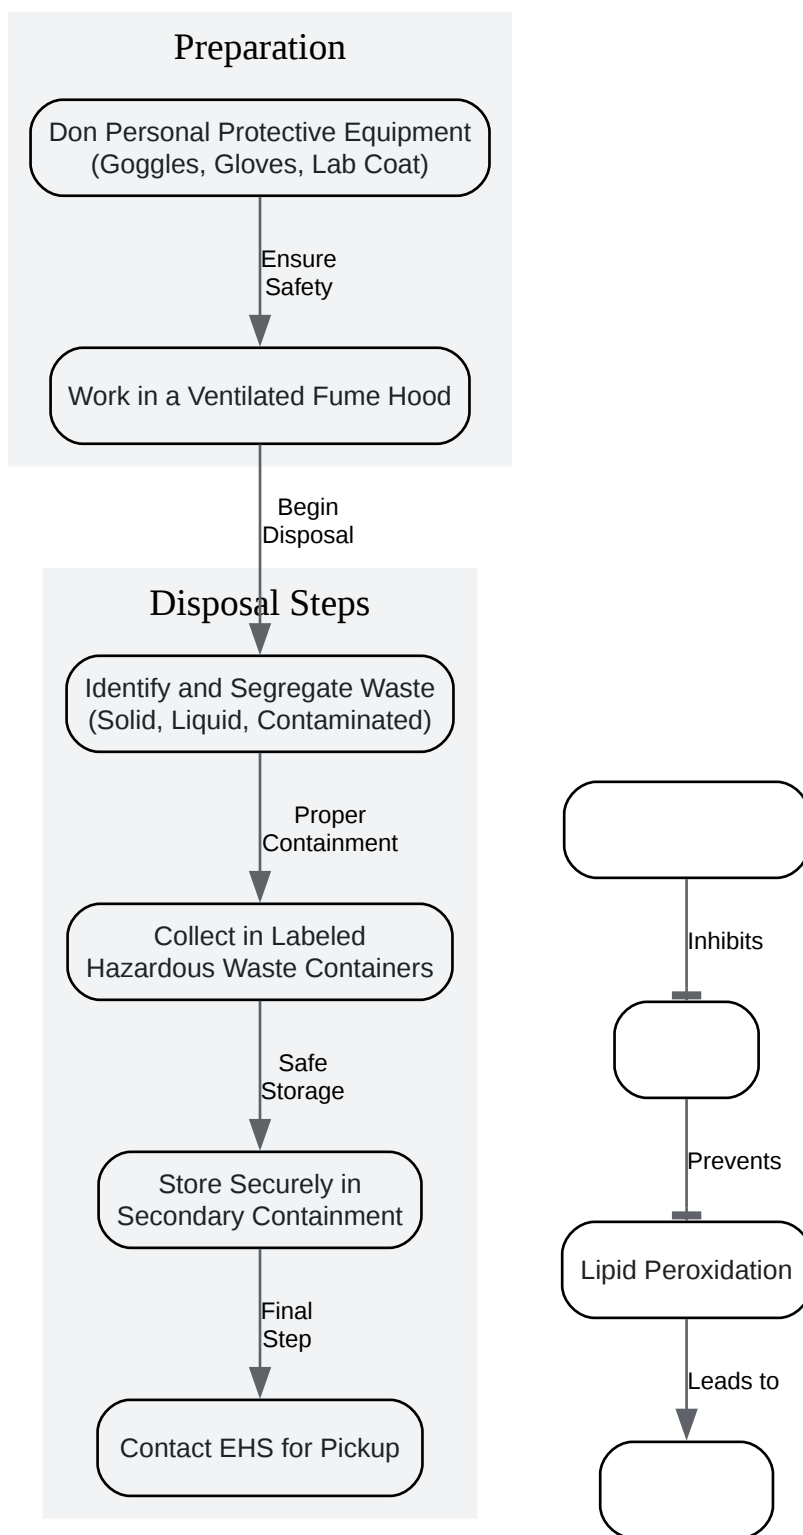 Preparation
Don Personal Protective Equipment
(Goggles, Gloves, Lab Coat)
Ensure
Safety
Work in a Ventilated Fume Hood
Begin
Disposal
Disposal Steps
Identify and Segregate Waste
(Solid, Liquid, Contaminated)
Proper
Containment
Collect in Labeled
Hazardous Waste Containers
Safe
Storage
Store Securely in
Secondary Containment
Final
Step
Contact EHS for Pickup
Inhibits
Prevents
Lipid Peroxidation
Leads to